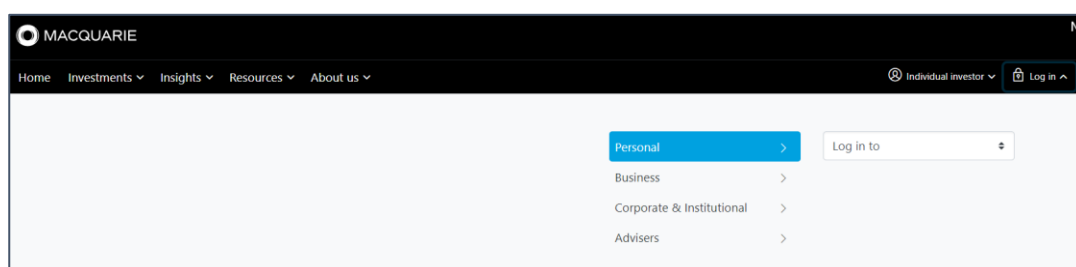 MACQUARIE
Home Investments Insights Resources About us Individual investor Log in
Personal Log in to
Business
Corporate & Institutional
Advisers